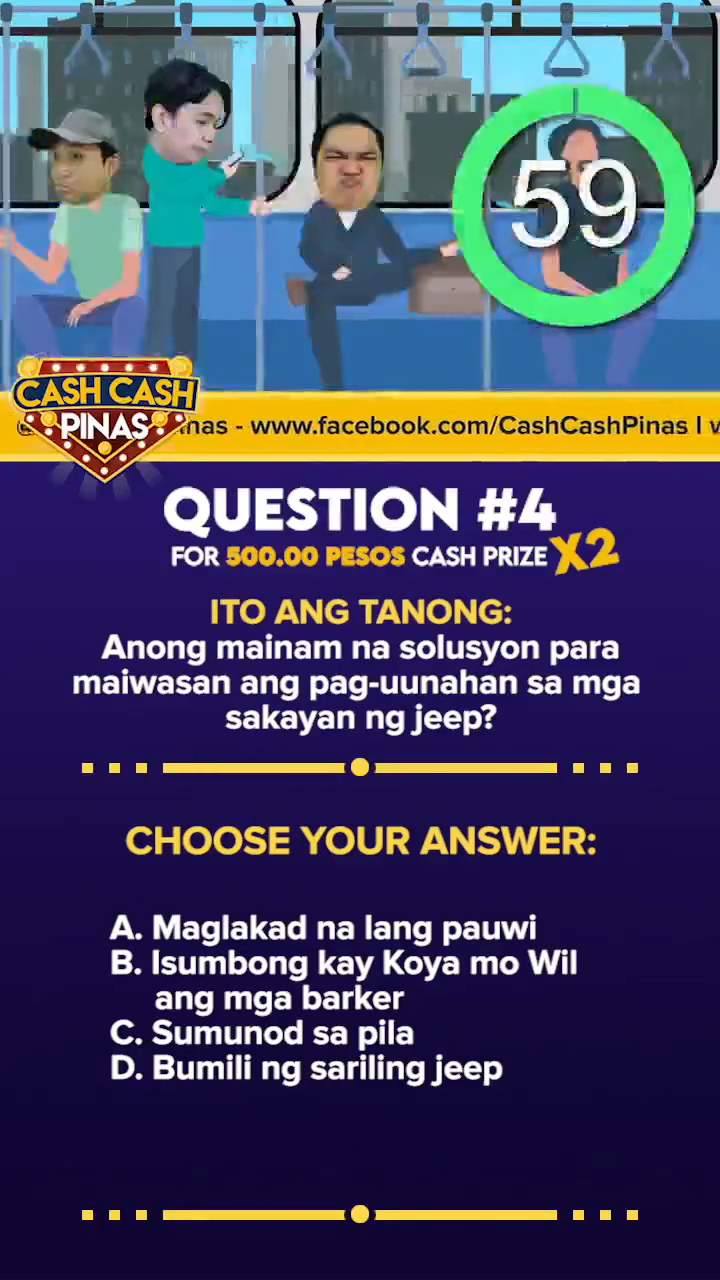 59
CASH CASH
PINAS
nas - www.facebook.com/CashCashPinas |
QUESTION #4
FOR 500.00 PESOS CASH PRIZE X2
ITO ANG TANONG:
Anong mainam na solusyon para
maiwasan ang pag-uunahan sa mga
sakayan ng jeep?
CHOOSE YOUR ANSWER:
A. Maglakad na lang pauwi
B. Isumbong kay Koya mo Wil
ang mga barker
C. Sumunod sa pila
D. Bumili ng sariling jeep